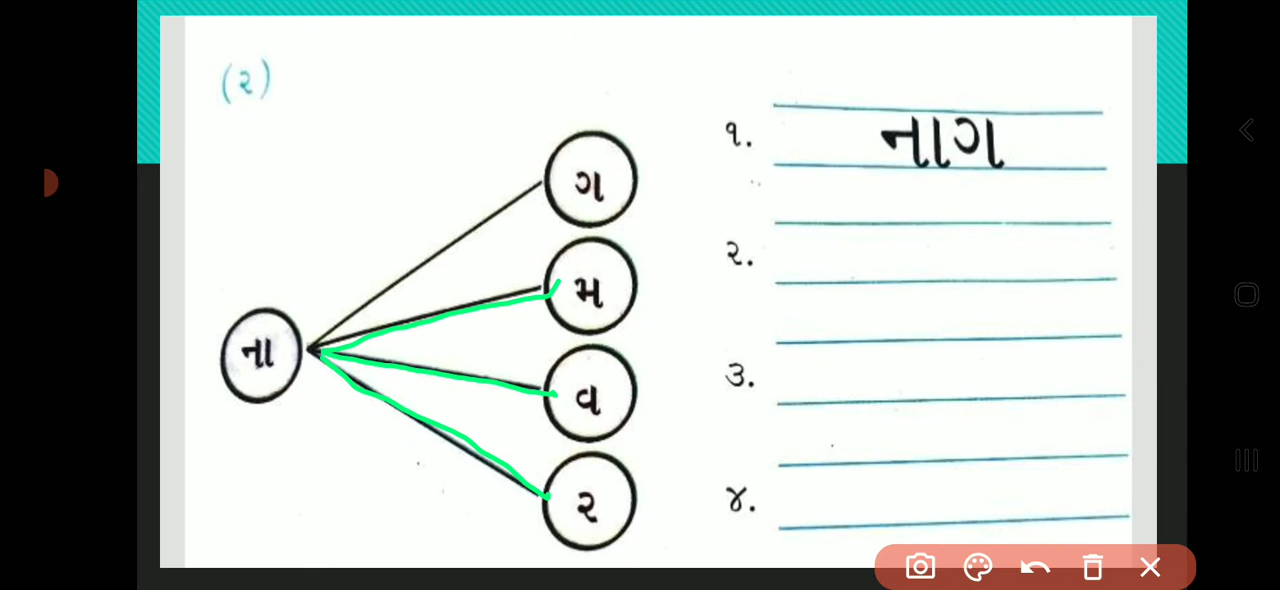 (૨)
ના
ગ
મ
વ
ર
૧. નાગ
૨.
૩.
૪.